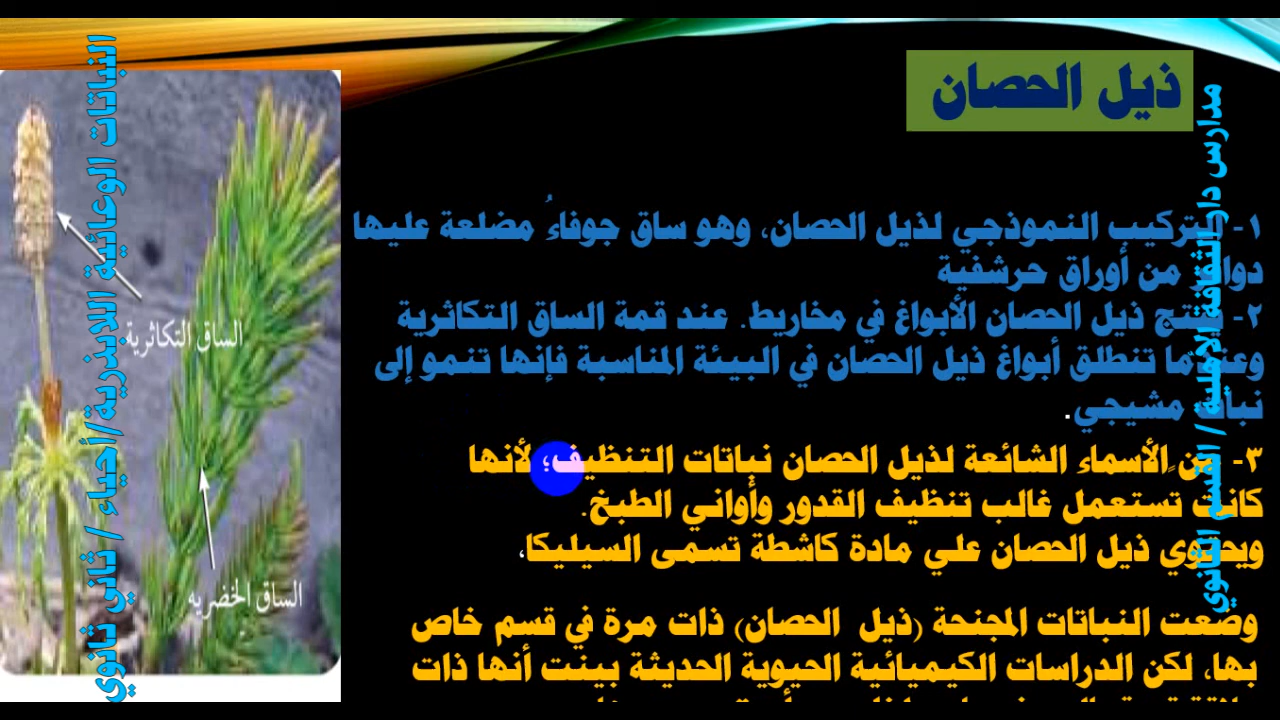 ذيل الحصان
١- التركيب النموذجي لذيل الحصان، وهو ساق جوفاءُ مضلعة عليها
دوائر من أوراق حرشفية
٢- ينتج ذيل الحصان الأبواغ في مخاريط. عند قمة الساق التكاثرية
وعندما تنطلق أبواغ ذيل الحصان في البيئة المناسبة فإنها تنمو إلى
نبات مشيجي.
٣- من الأسماء الشائعة لذيل الحصان نباتات التنظيف؛ لأنها
كانت تستعمل غالب تنظيف القدور وأواني الطبخ.
ويحتوي ذيل الحصان علي مادة كاشطة تسمى السيليكا،
وضعت النباتات المجنحة (ذيل الحصان) ذات مرة في قسم خاص
بها، لكن الدراسات الكيميائية الحيوية الحديثة بينت أنها ذات
الساق التكاثرية
الساق الخضريه
النباتات الوعائية اللابذرية/أحياء / ثاني ثانوي
مدارس دار الثقافة الأهلية / القسم الثانوي